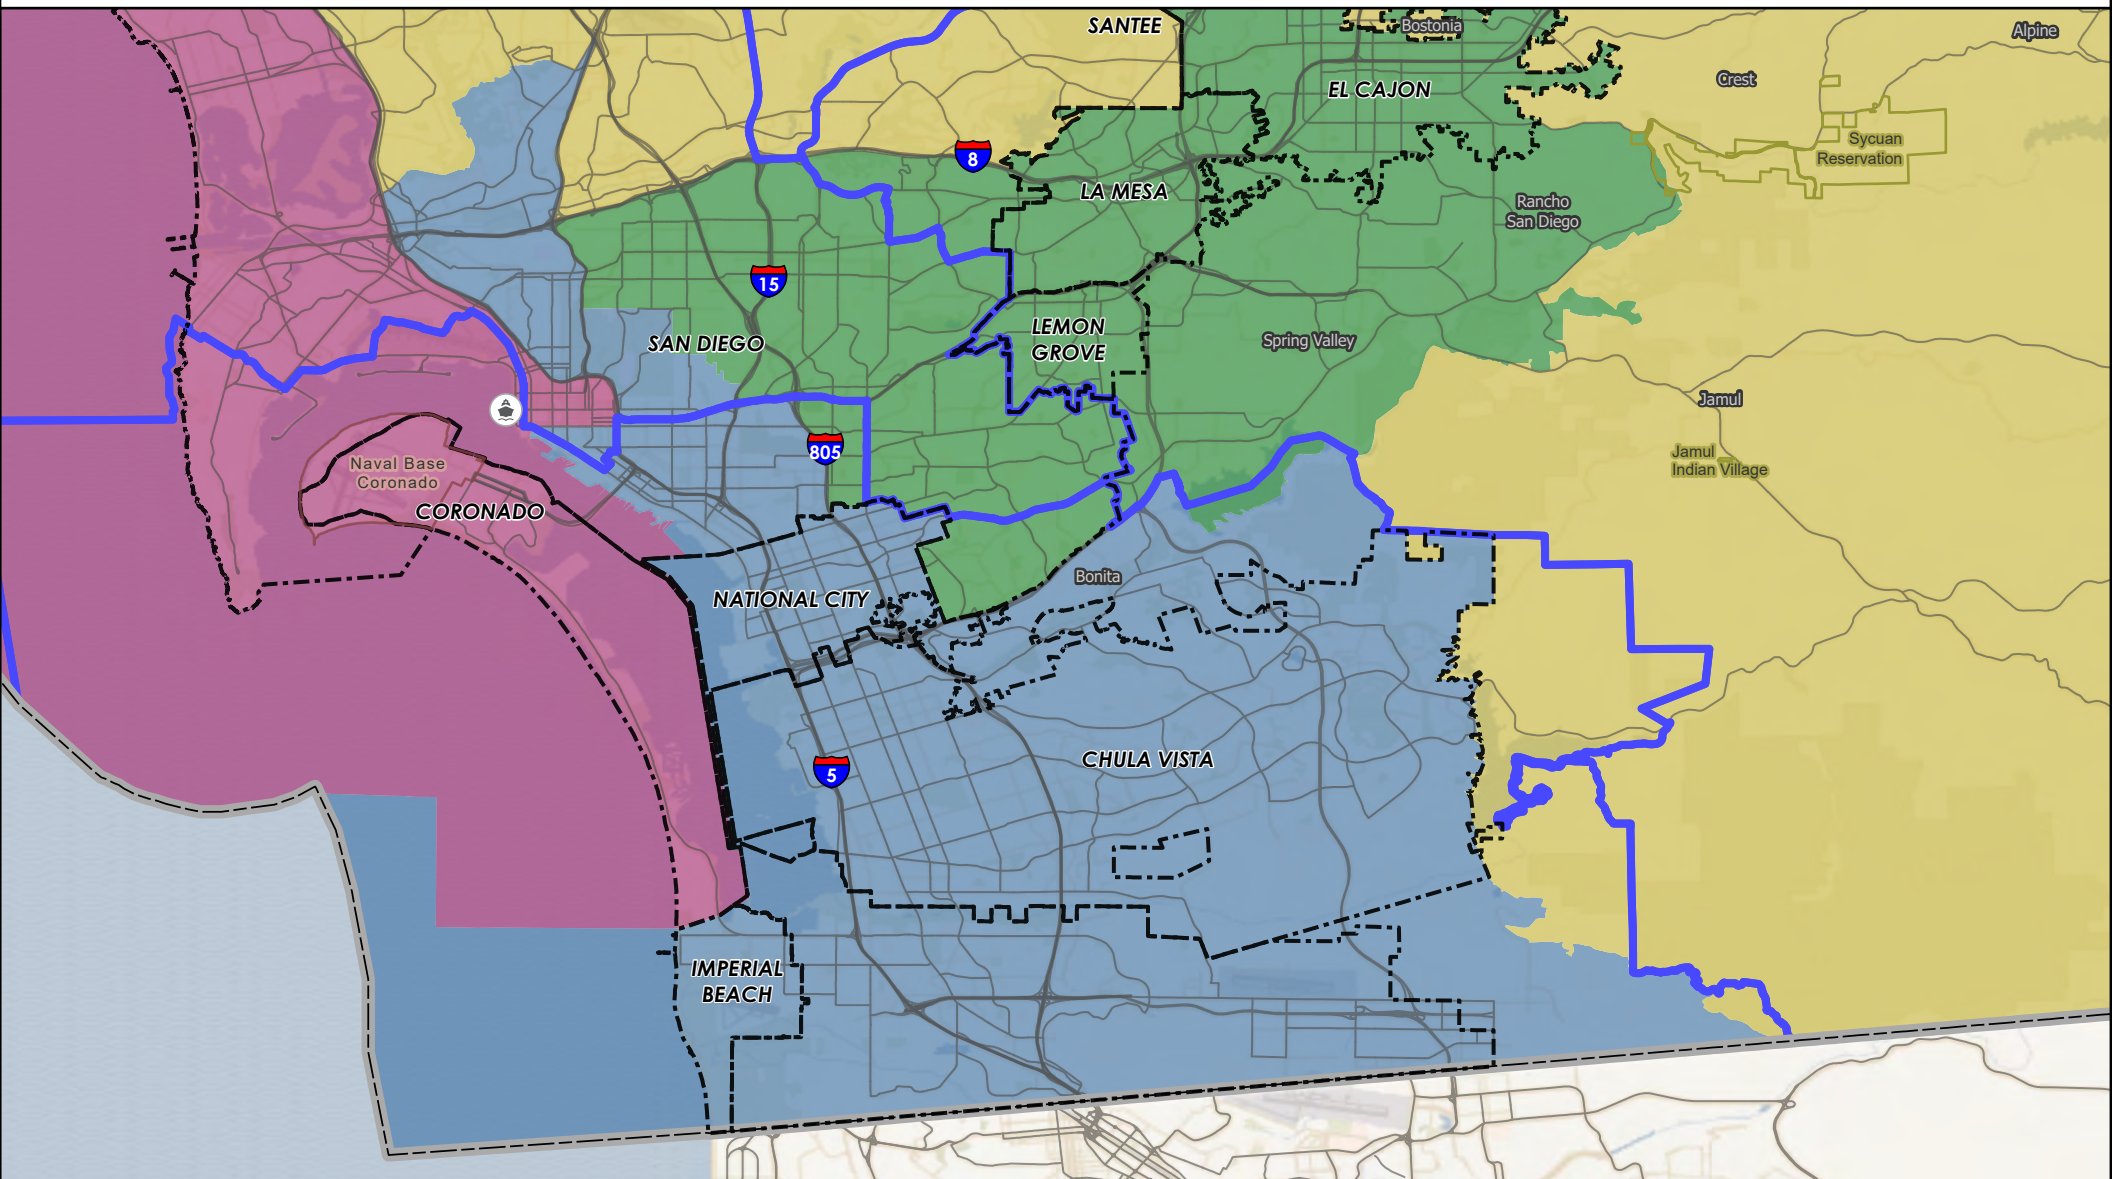 SANTEE
Bostonia
Alpine
Crest
EL CAJON
8
Sycuan
Reservation
LA MESA
Rancho
San Diego
15
SAN DIEGO
LEMON
GROVE
Spring Valley
Jamul
805
Naval Base
Coronado
Jamul
Indian Village
CORONADO
Bonita
NATIONAL CITY
CHULA VISTA
5
IMPERIAL
BEACH